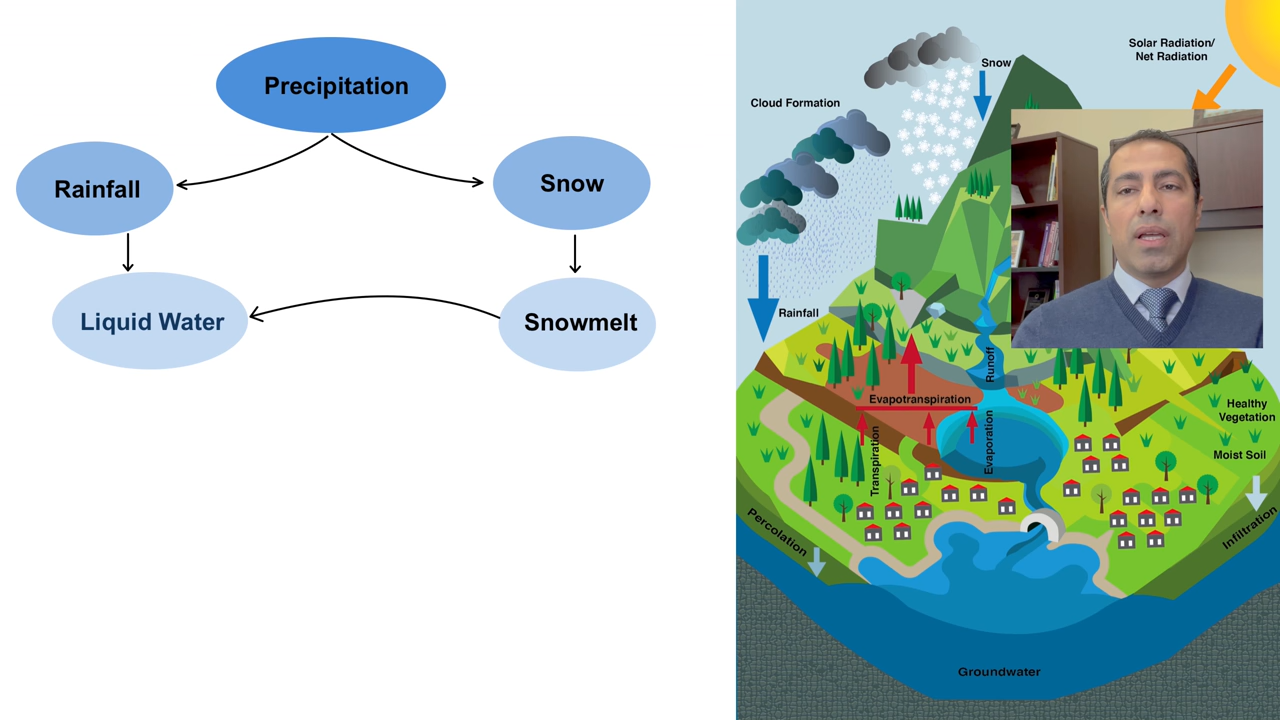 Precipitation
Rainfall
Snow
Liquid Water
Snowmelt
Solar Radiation/
Net Radiation
Snow
Cloud Formation
Rainfall
Runoff
Evapotranspiration
Transpiration
Evaporation
Healthy
Vegetation
Moist Soil
Percolation
Infiltration
Groundwater